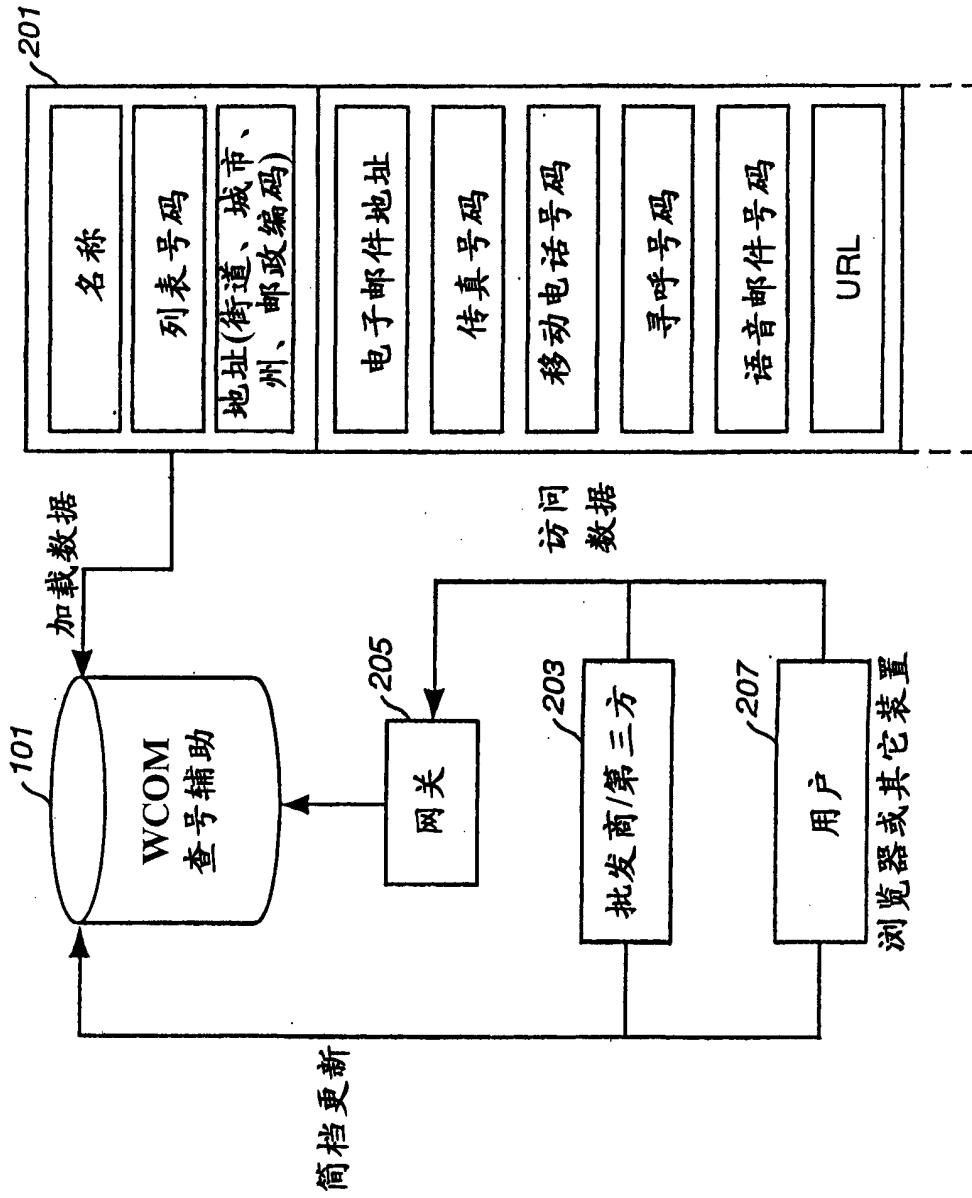 201
名称
列表号码
地址(街道、城市、
州、邮政编码)
电子邮件地址
传真号码
移动电话号码
寻呼号码
语音邮件号码
URL
加载数据
访问
数据
101
WCOM
查号辅助
205
网关
203
批发商/第三方
207
用户
浏览器或其它装置
简档更新